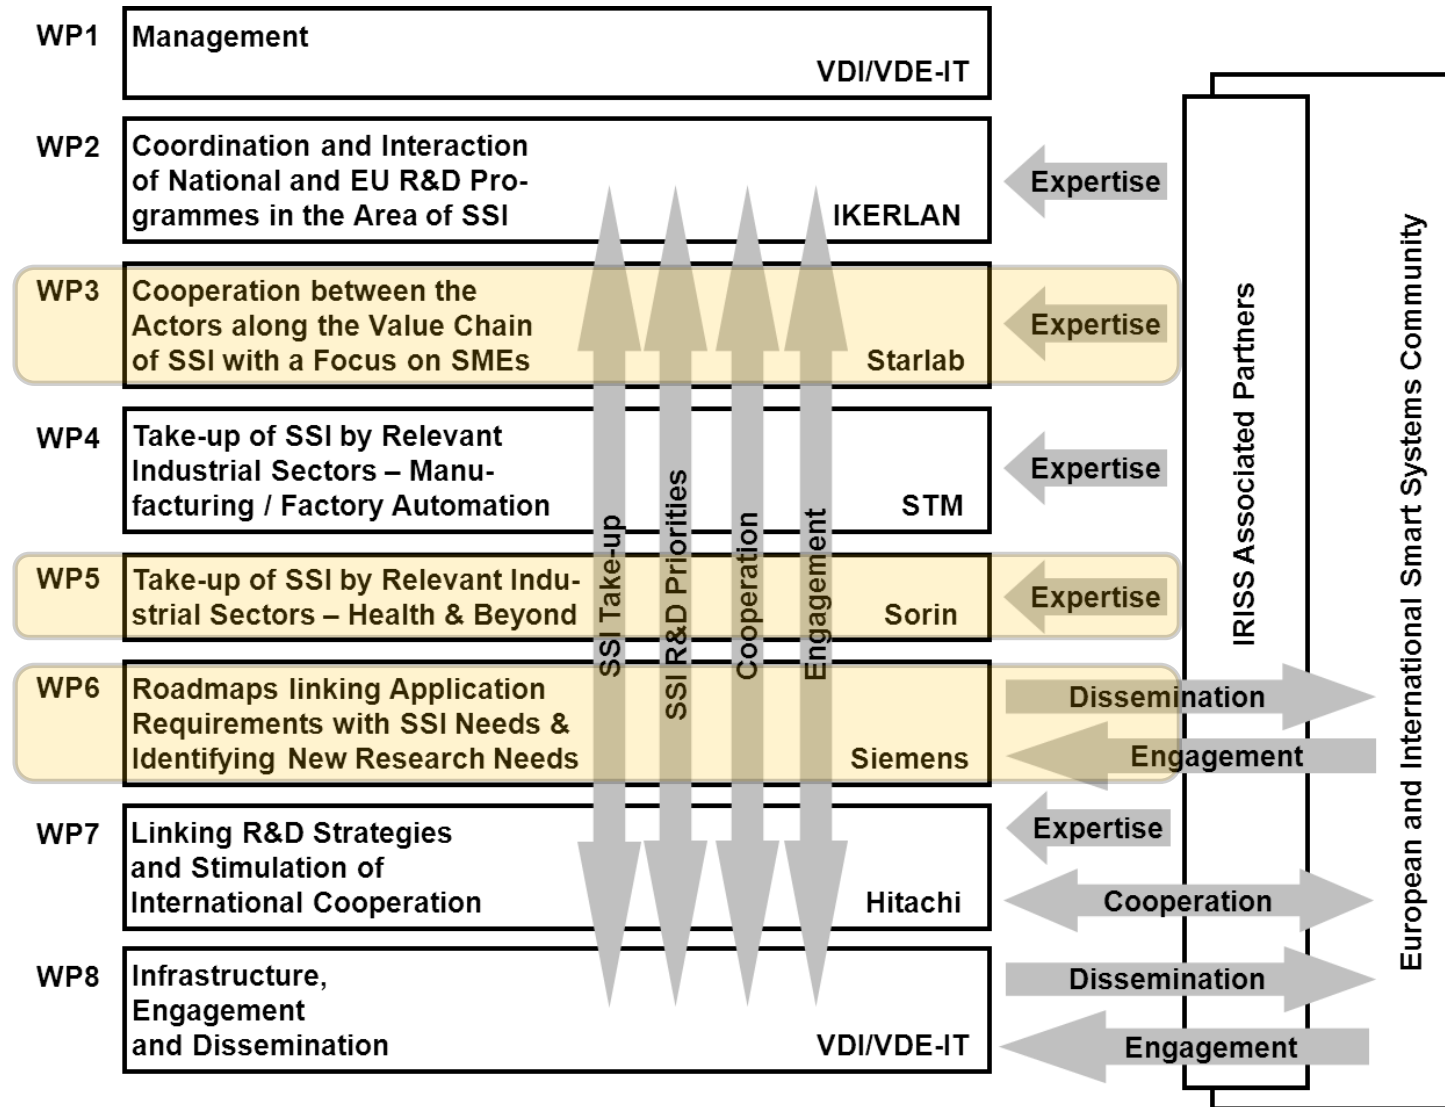 WP1
Management
VDI/VDE-IT
WP2
Coordination and Interaction
of National and EU R&D Pro-
grammes in the Area of SSI
IKERLAN
Expertise
WP3
Cooperation between the
Actors along the Value Chain
of SSI with a Focus on SMEs
Starlab
Expertise
WP4
Take-up of SSI by Relevant
Industrial Sectors – Manu-
facturing / Factory Automation
STM
Expertise
WP5
Take-up of SSI by Relevant Indu-
strial Sectors – Health & Beyond
Sorin
Expertise
WP6
Roadmaps linking Application
Requirements with SSI Needs &
Identifying New Research Needs
Siemens
Dissemination
Engagement
WP7
Linking R&D Strategies
and Stimulation of
International Cooperation
Hitachi
Expertise
Cooperation
WP8
Infrastructure,
Engagement
and Dissemination
VDI/VDE-IT
Dissemination
Engagement
SSI Take-up
SSI R&D Priorities
Cooperation
Engagement
IRISS Associated Partners
European and International Smart Systems Community